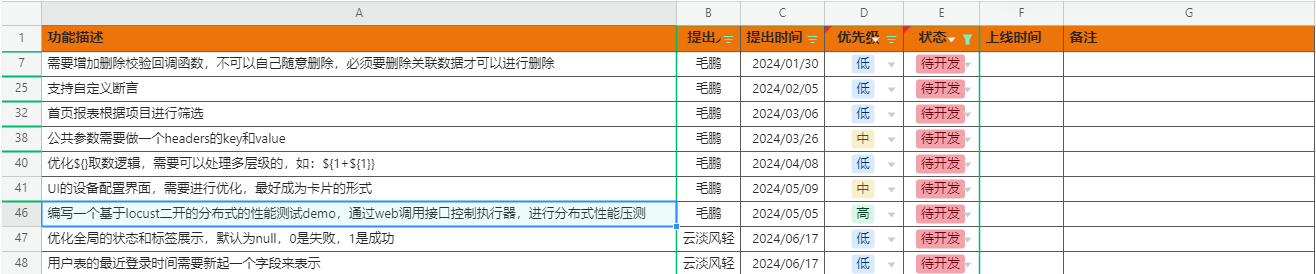 A B C D E F G
1 功能描述 提出人 提出时间 优先级 状态 上线时间 备注
7 需要增加删除校验回调函数，不可以自己随意删除，必须要删除关联数据才可以进行删除 毛鹏 2024/01/30 低 待开发
25 支持自定义断言 毛鹏 2024/02/05 低 待开发
32 首页报表根据项目进行筛选 毛鹏 2024/03/06 低 待开发
38 公共参数需要做一个headers的key和value 毛鹏 2024/03/26 中 待开发
40 优化${}取数逻辑，需要可以处理多层级的，如：${1+${1}} 毛鹏 2024/04/08 低 待开发
41 UI的设备配置界面，需要进行优化，最好成为卡片的形式 毛鹏 2024/05/09 中 待开发
46 编写一个基于locust二开的分布式的性能测试demo，通过web调用接口控制执行器，进行分布式性能压测 毛鹏 2024/05/05 高 待开发
47 优化全局的状态和标签展示，默认为null，0是失败，1是成功 云淡风轻 2024/06/17 低 待开发
48 用户表的最近登录时间需要新起一个字段来表示 云淡风轻 2024/06/17 低 待开发